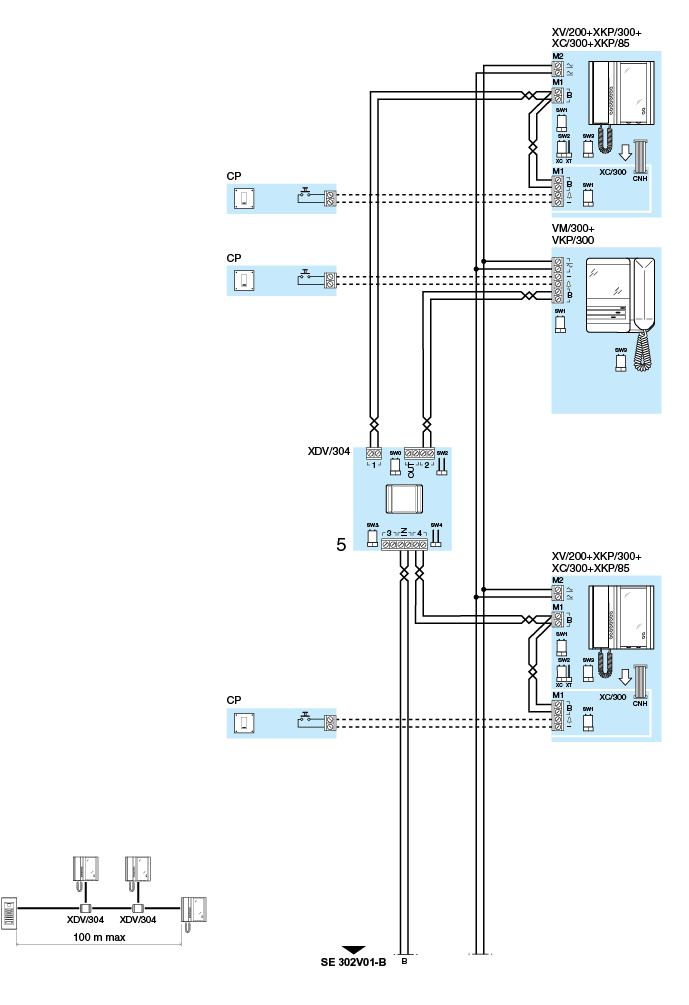 XV/200+XKP/300+
XC/300+XKP/85
M2
M1
B
SW1
SW2
SW3
XC XT
XC/300
CNH
M1
B
SW1
CP
VM/300+
VKP/300
CP
B
SW1
SW3
XDV/304
1
SW0
OUT
2
SW2
SW3
3
IN
4
SW4
5
XV/200+XKP/300+
XC/300+XKP/85
M2
M1
B
SW1
SW2
SW3
XC XT
XC/300
CNH
M1
B
SW1
CP
XDV/304
XDV/304
100 m max
SE 302V01-B
B